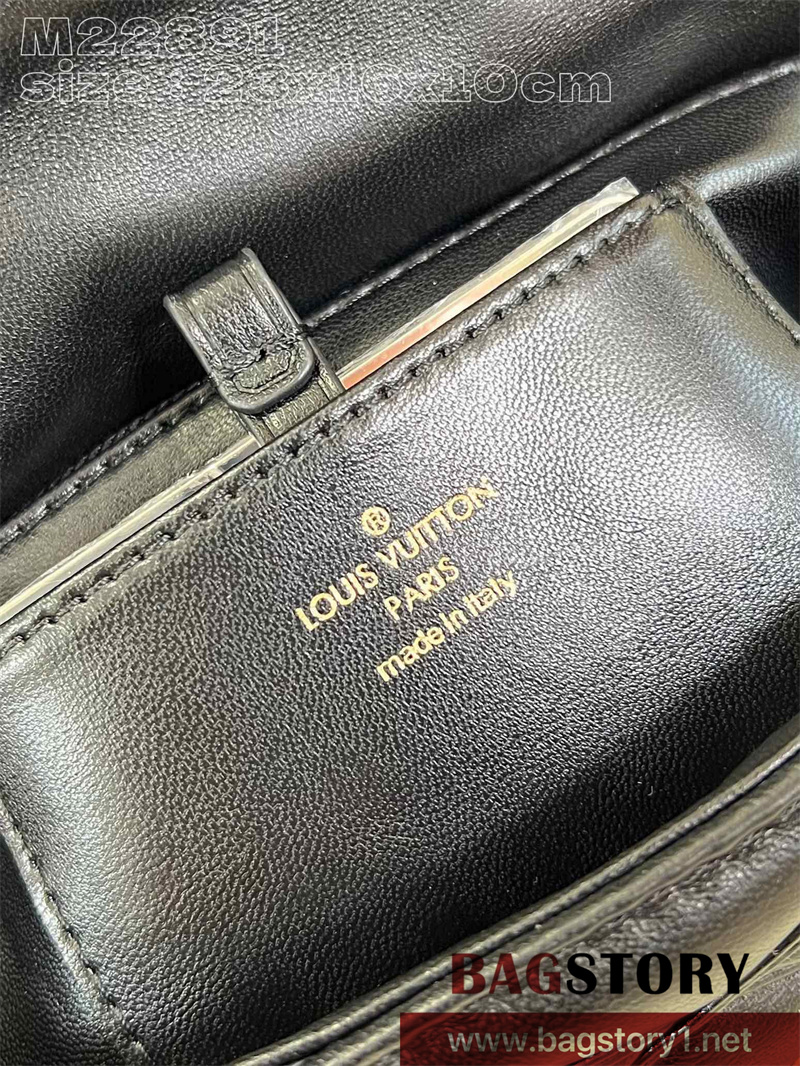 M22891
size : 23x16x10cm
®
LOUIS VUITTON
PARIS
made in Italy
BAGSTORY
www.bagstory1.net